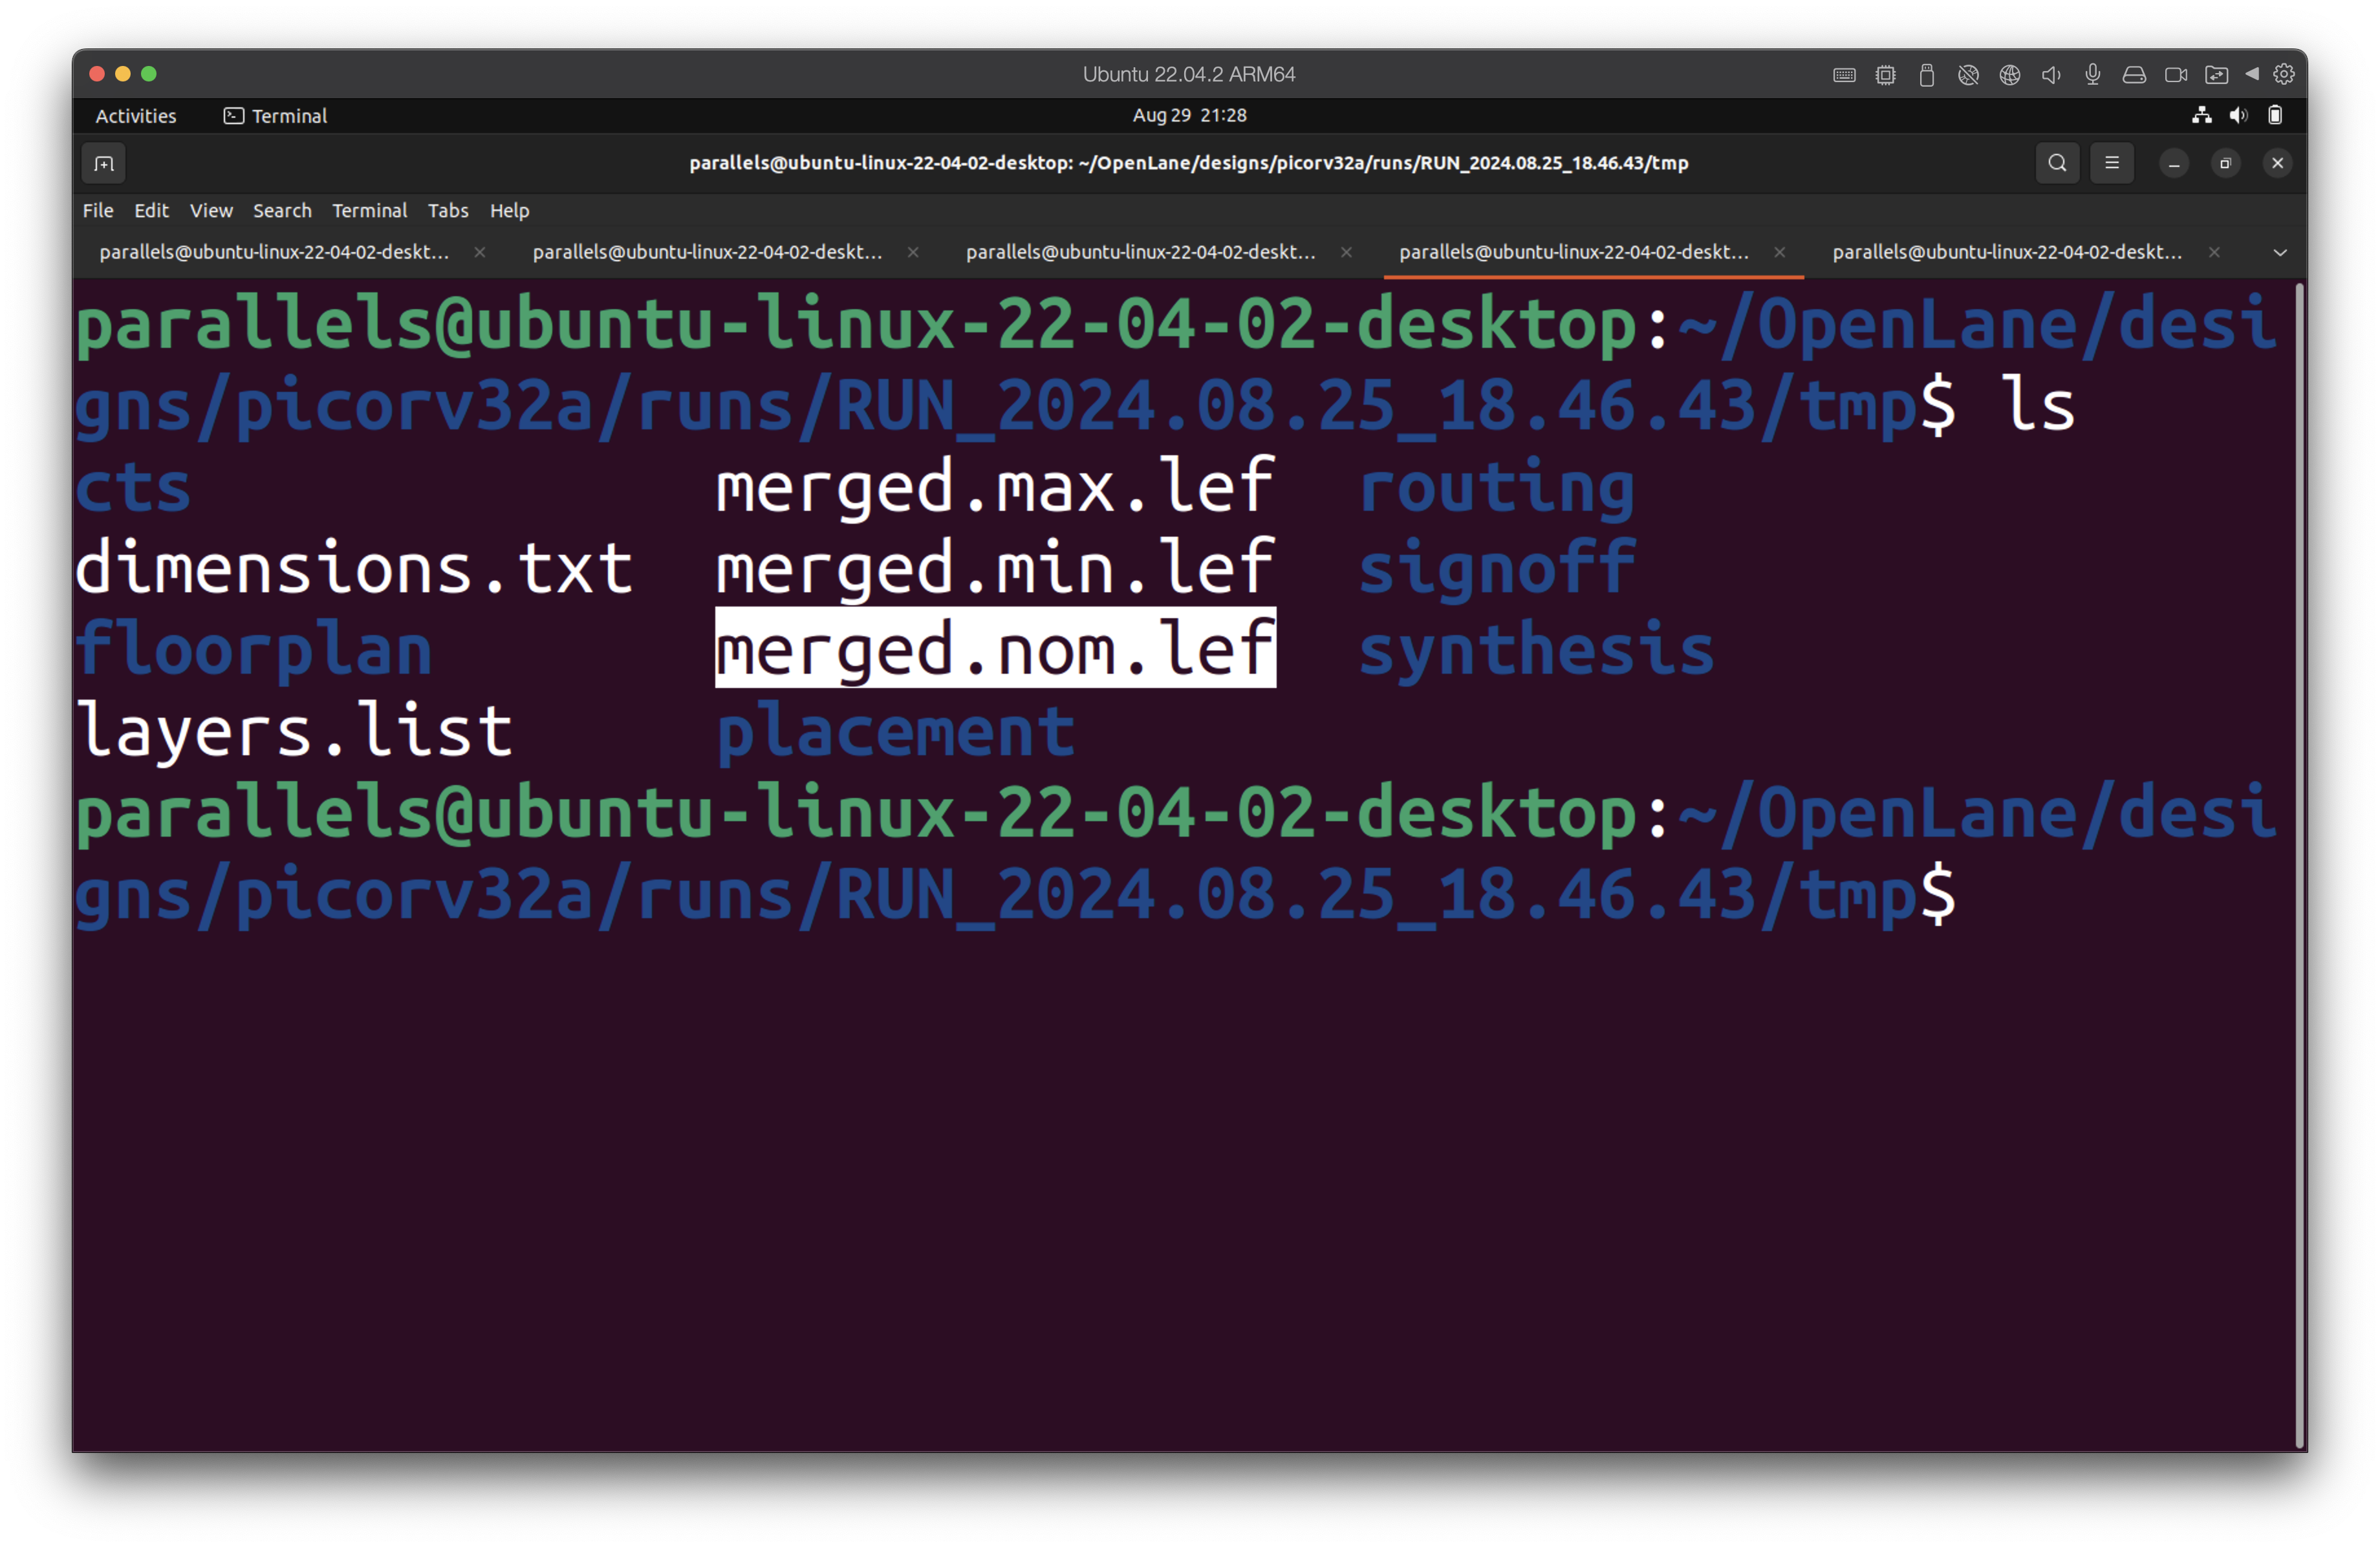 Ubuntu 22.04.2 ARM64
Activities Terminal Aug 29 21:28
parallels@ubuntu-linux-22-04-02-desktop: ~/OpenLane/designs/picorv32a/runs/RUN_2024.08.25_18.46.43/tmp
File Edit View Search Terminal Tabs Help
parallels@ubuntu-linux-22-04-02-deskt... parallels@ubuntu-linux-22-04-02-deskt... parallels@ubuntu-linux-22-04-02-deskt... parallels@ubuntu-linux-22-04-02-deskt... parallels@ubuntu-linux-22-04-02-deskt...
parallels@ubuntu-linux-22-04-02-desktop:~/OpenLane/desi
gns/picorv32a/runs/RUN_2024.08.25_18.46.43/tmp$ ls
cts merged.max.lef routing
dimensions.txt merged.min.lef signoff
floorplan merged.nom.lef synthesis
layers.list placement
parallels@ubuntu-linux-22-04-02-desktop:~/OpenLane/desi
gns/picorv32a/runs/RUN_2024.08.25_18.46.43/tmp$